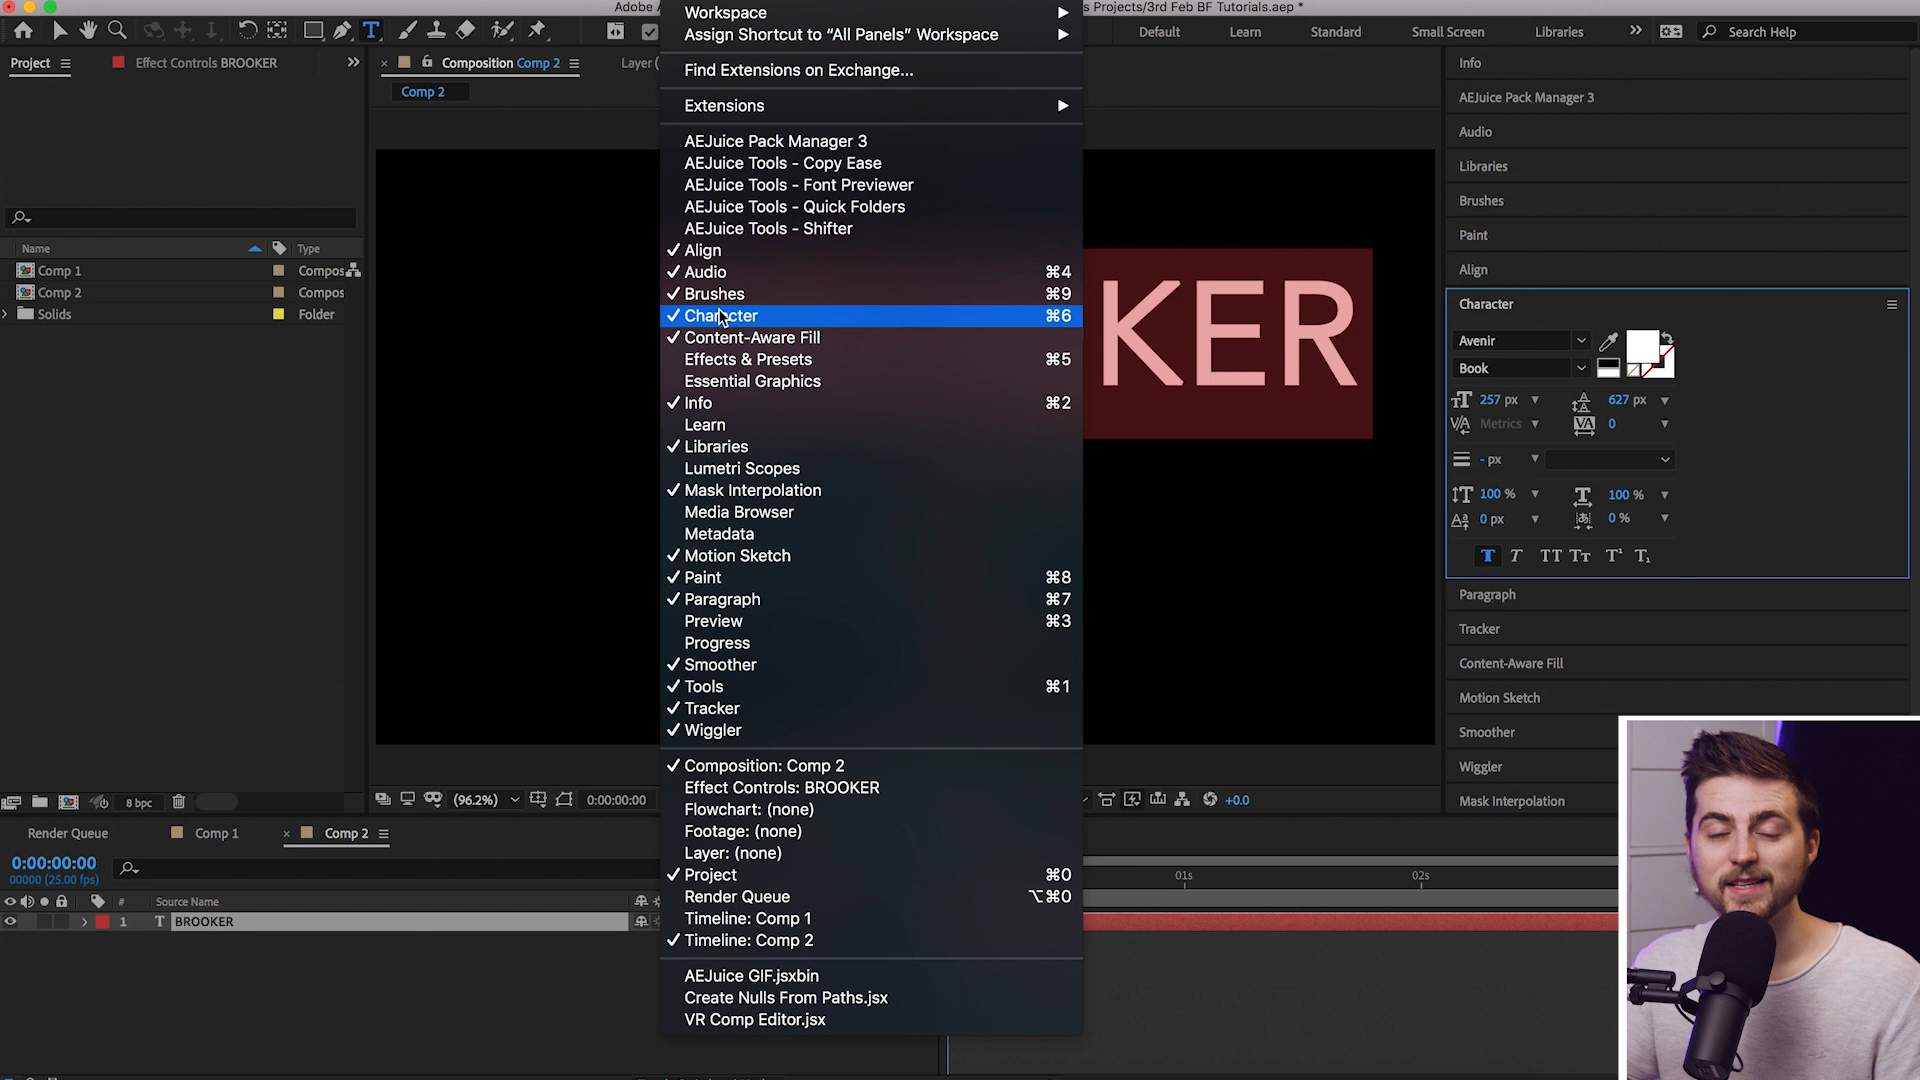 Adobe A
s Projects/3rd Feb BF Tutorials.aep *
Default
Learn
Standard
Small Screen
Libraries
Search Help
Project
Effect Controls BROOKER
Composition Comp 2
Layer (
Comp 2
Name
Type
Comp 1
Compos
Comp 2
Compos
Solids
Folder
8 bpc
(96.2%)
0:00:00:00
+0.0
Workspace
Assign Shortcut to “All Panels” Workspace
Find Extensions on Exchange...
Extensions
AEJuice Pack Manager 3
AEJuice Tools - Copy Ease
AEJuice Tools - Font Previewer
AEJuice Tools - Quick Folders
AEJuice Tools - Shifter
✓ Align
✓ Audio ⌘4
✓ Brushes ⌘9
✓ Character ⌘6
✓ Content-Aware Fill
Effects & Presets ⌘5
Essential Graphics
✓ Info ⌘2
Learn
✓ Libraries
Lumetri Scopes
✓ Mask Interpolation
Media Browser
Metadata
✓ Motion Sketch
✓ Paint ⌘8
✓ Paragraph ⌘7
Preview ⌘3
Progress
✓ Smoother
✓ Tools ⌘1
✓ Tracker
✓ Wiggler
✓ Composition: Comp 2
Effect Controls: BROOKER
Flowchart: (none)
Footage: (none)
Layer: (none)
✓ Project ⌘0
Render Queue ⌥⌘0
Timeline: Comp 1
✓ Timeline: Comp 2
AEJuice GIF.jsxbin
Create Nulls From Paths.jsx
VR Comp Editor.jsx
KER
Info
AEJuice Pack Manager 3
Audio
Libraries
Brushes
Paint
Align
Character
Avenir
Book
257 px
627 px
Metrics
0
- px
100 %
100 %
0 px
0 %
T T TT Tт T¹ T₁
Paragraph
Tracker
Content-Aware Fill
Motion Sketch
Smoother
Wiggler
Mask Interpolation
Render Queue
Comp 1
Comp 2
0:00:00:00
00000 (25.00 fps)
# Source Name
1 T BROOKER
01s
02s